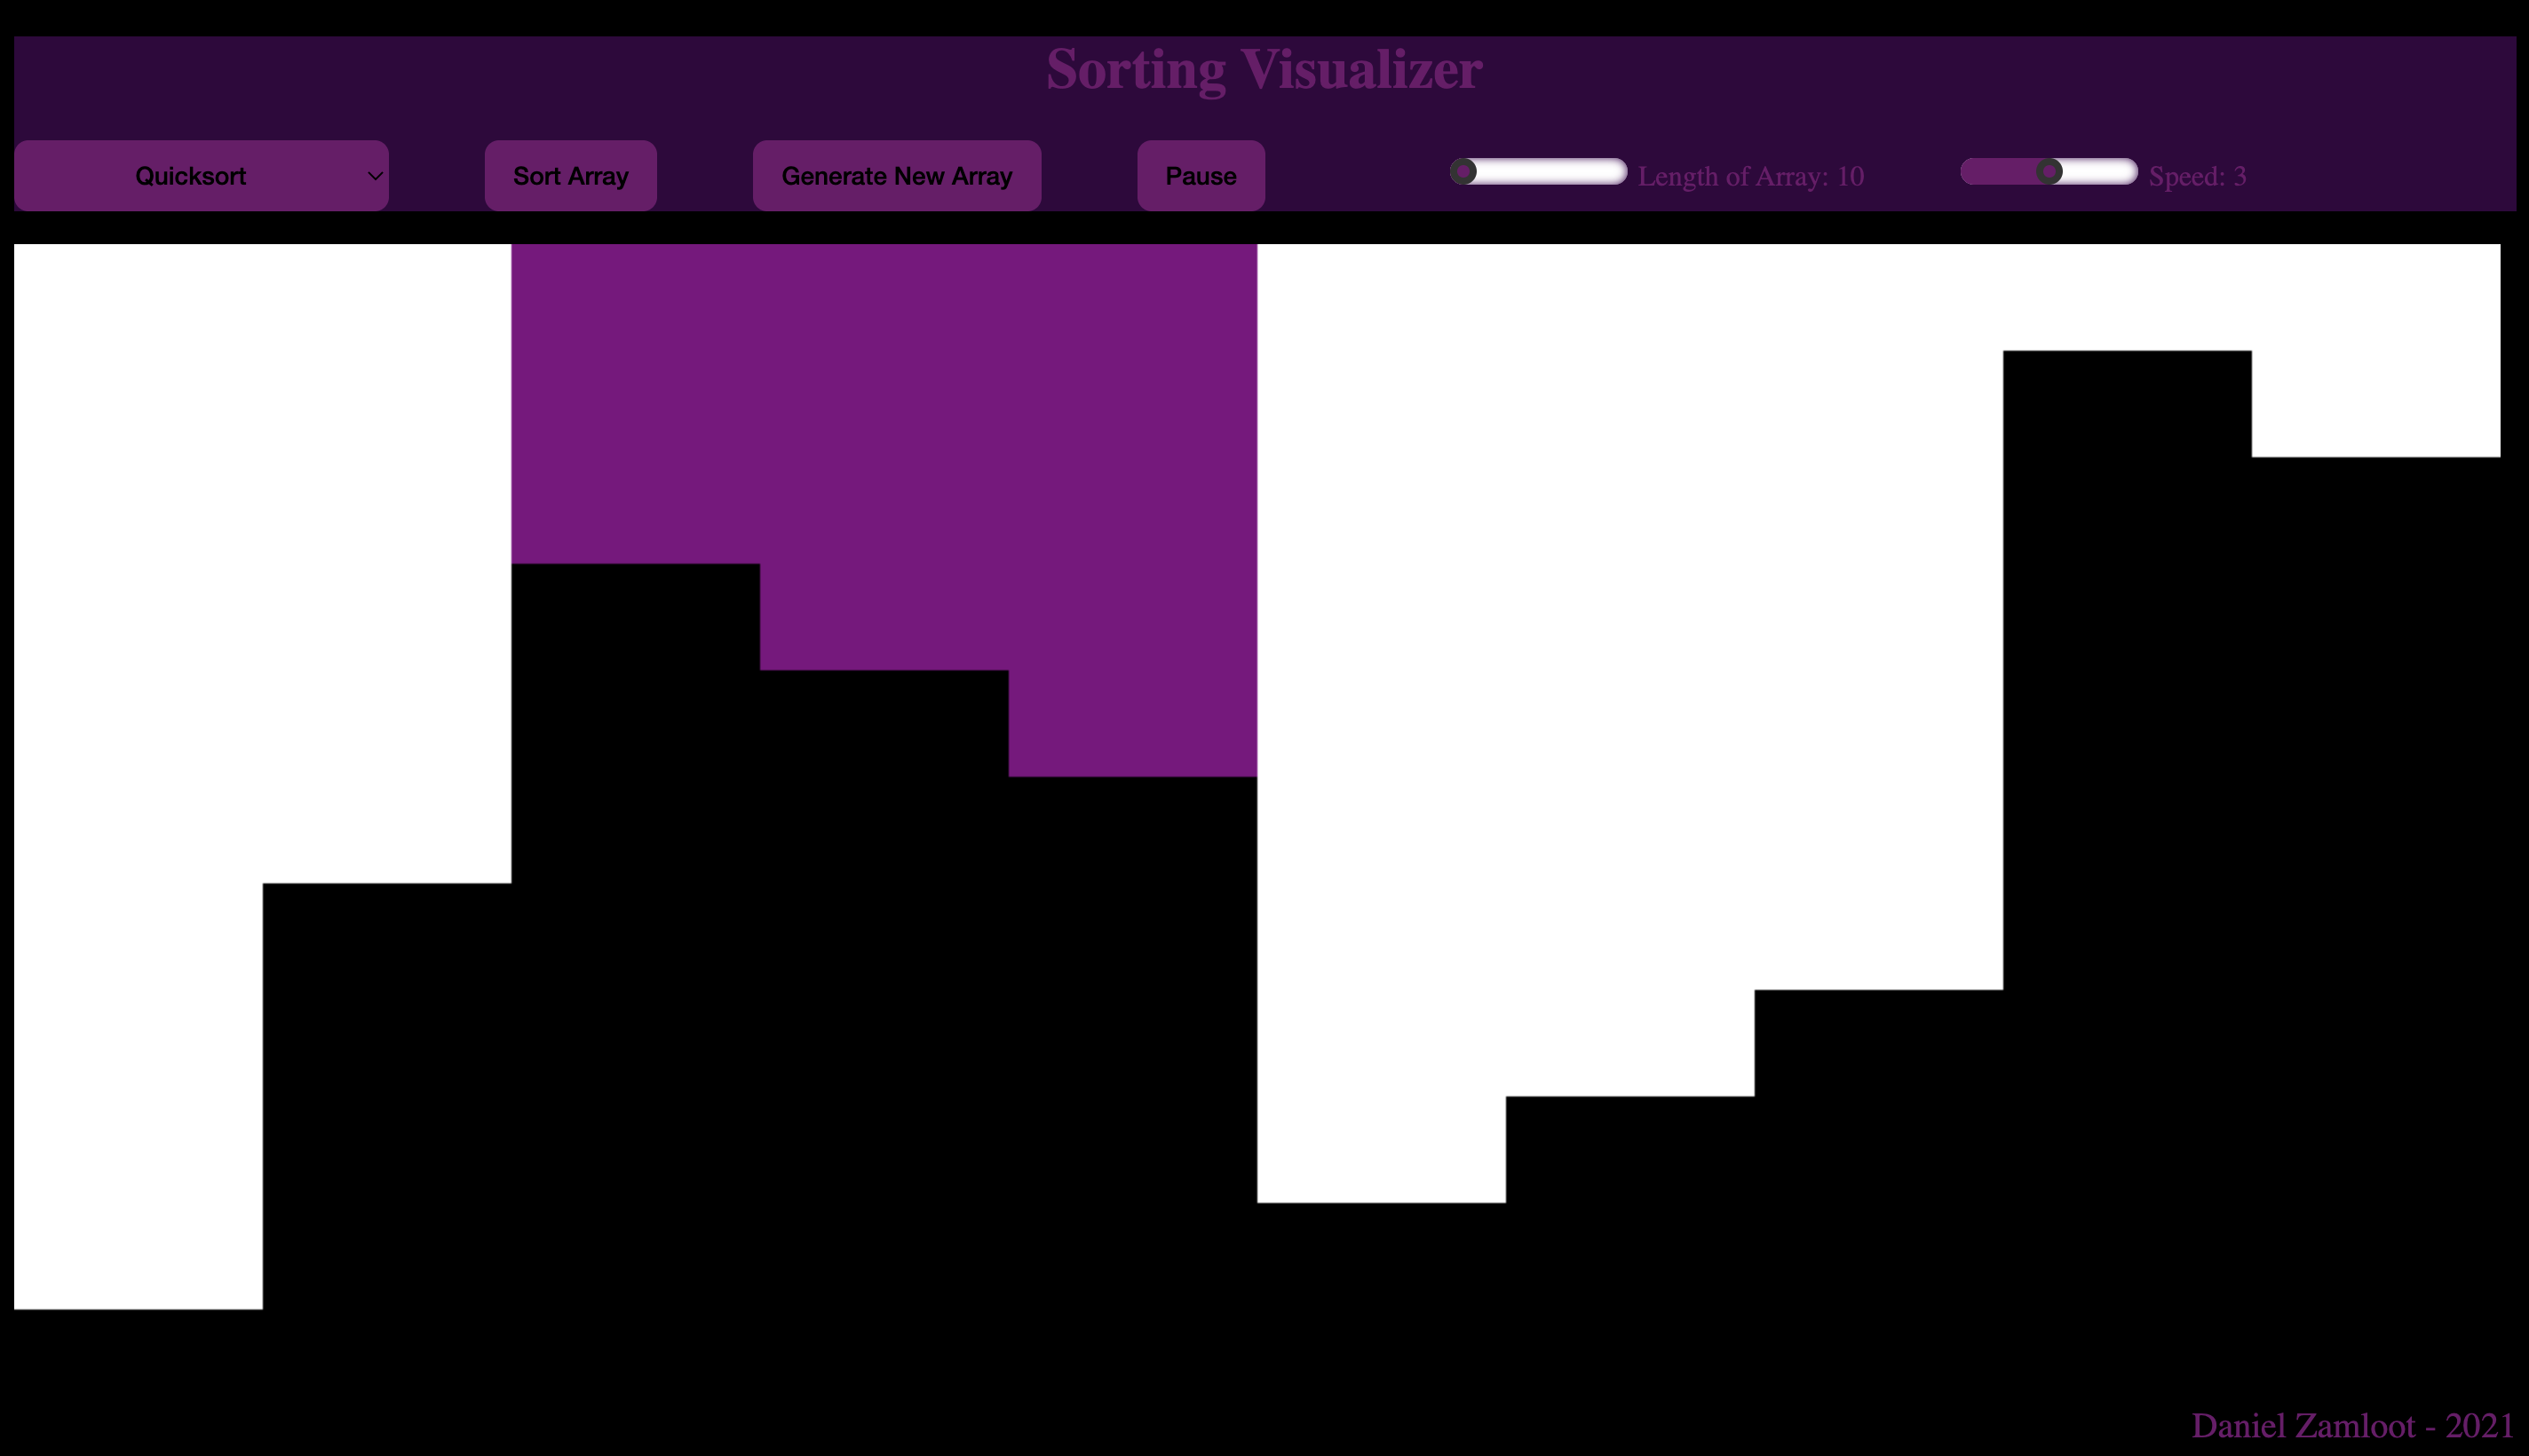 Sorting Visualizer
Quicksort
Sort Array
Generate New Array
Pause
Length of Array: 10
Speed: 3
Daniel Zamloot - 2021